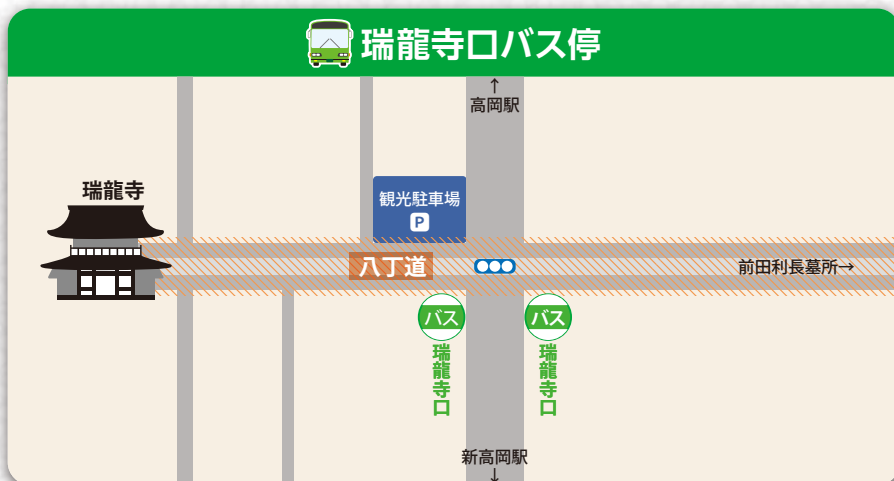 瑞龍寺口バス停
↑
高岡駅
瑞龍寺
観光駐車場
P
八丁道
前田利長墓所→
バス
瑞龍寺口
バス
瑞龍寺口
新高岡駅
↓